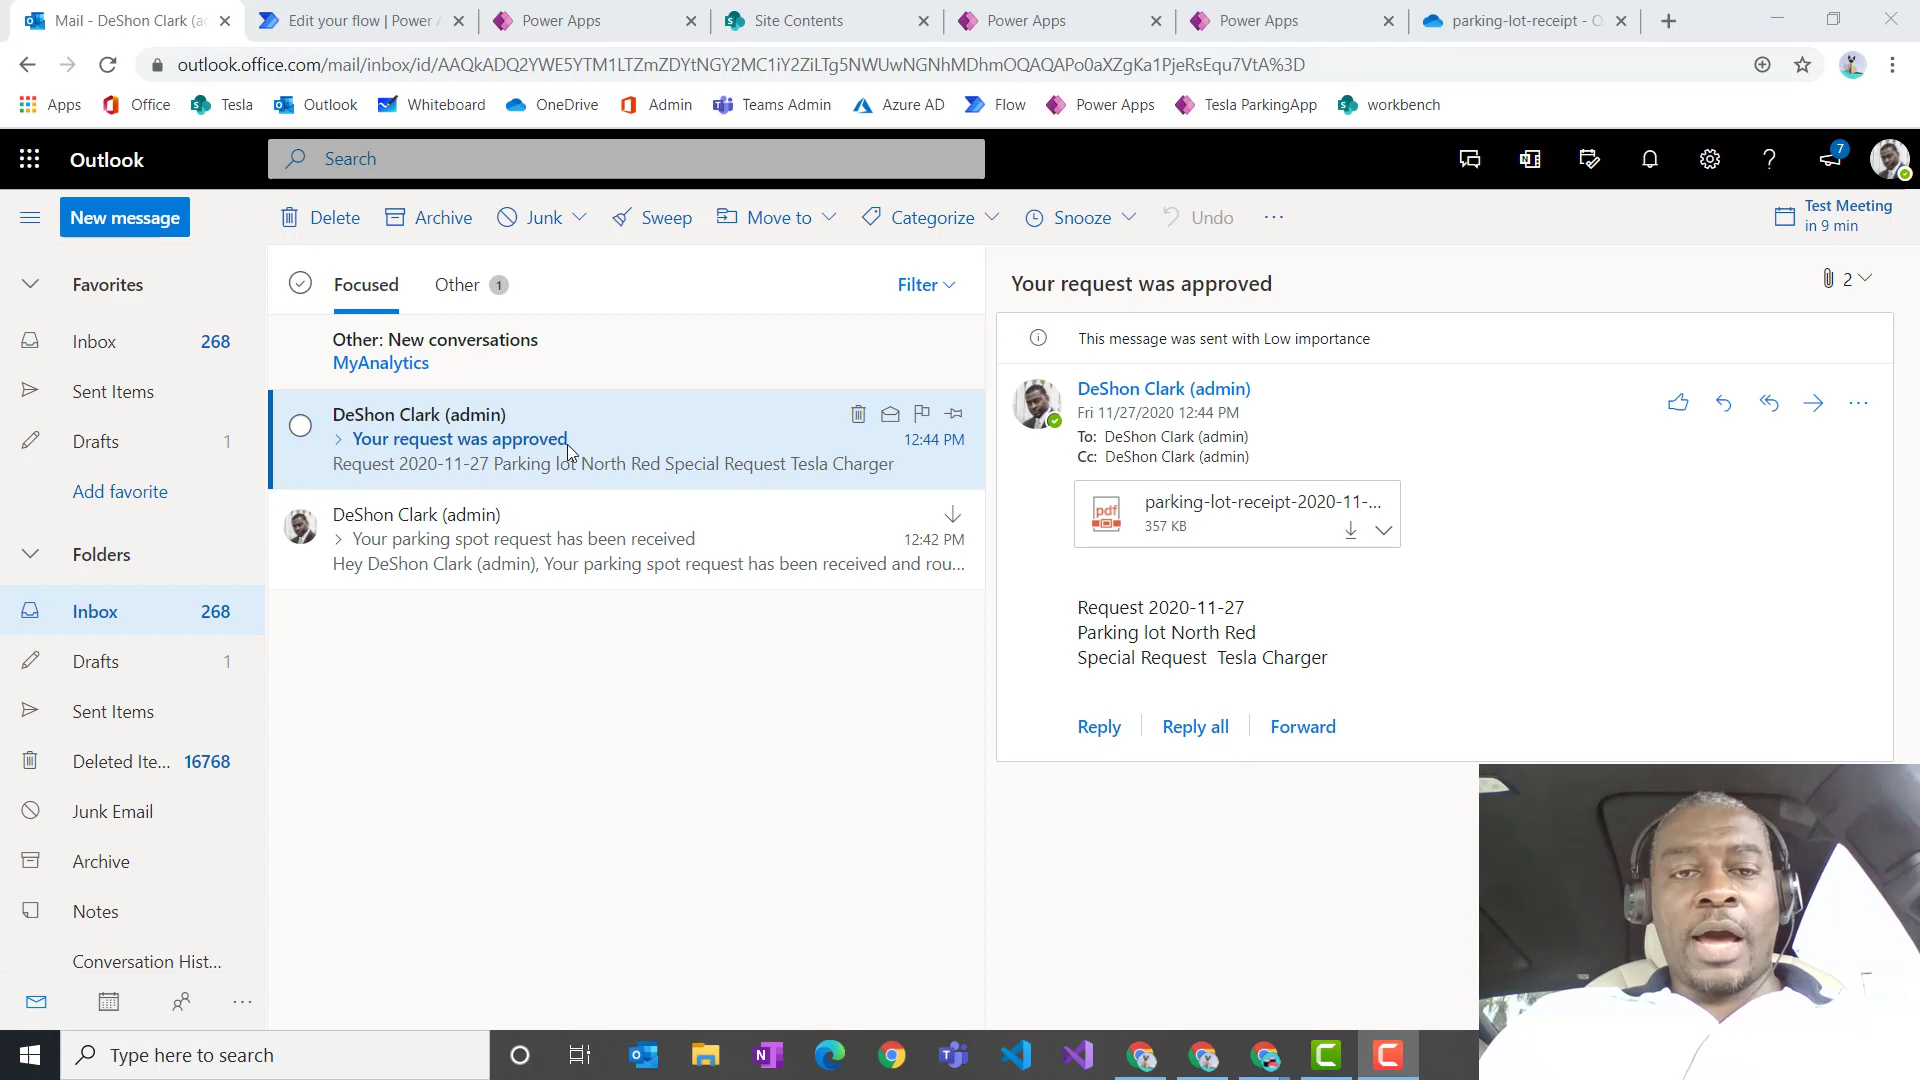 Mail - DeShon Clark (a
Edit your flow | Power A
Power Apps
Site Contents
Power Apps
Power Apps
parking-lot-receipt - O
outlook.office.com/mail/inbox/id/AAQkADQ2YWE5YTM1LTZmZDYtNGY2MC1iY2ZiLTg5NWUwNGNhMDhmOQAQAPo0aXZgKa1PjeRsEqu7VtA%3D
Apps
Office
Tesla
Outlook
Whiteboard
OneDrive
Admin
Teams Admin
Azure AD
Flow
Power Apps
Tesla ParkingApp
workbench
Outlook
Search
7
New message
Delete
Archive
Junk
Sweep
Move to
Categorize
Snooze
Undo
Test Meeting
in 9 min
Favorites
Inbox 268
Sent Items
Drafts 1
Add favorite
Folders
Inbox 268
Drafts 1
Sent Items
Deleted Ite... 16768
Junk Email
Archive
Notes
Conversation Hist...
Focused
Other 1
Filter
Other: New conversations
MyAnalytics
DeShon Clark (admin)
Your request was approved 12:44 PM
Request 2020-11-27 Parking lot North Red Special Request Tesla Charger
DeShon Clark (admin)
Your parking spot request has been received 12:42 PM
Hey DeShon Clark (admin), Your parking spot request has been received and rou...
Your request was approved
2
This message was sent with Low importance
DeShon Clark (admin)
Fri 11/27/2020 12:44 PM
To: DeShon Clark (admin)
Cc: DeShon Clark (admin)
pdf
parking-lot-receipt-2020-11-...
357 KB
Request 2020-11-27
Parking lot North Red
Special Request Tesla Charger
Reply
Reply all
Forward
Type here to search